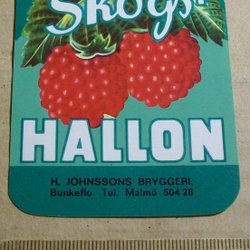 Skogs-
HALLON
H. JOHNSSONS BRYGGERI,
Bunkeflo Tel. Malmö 504 28